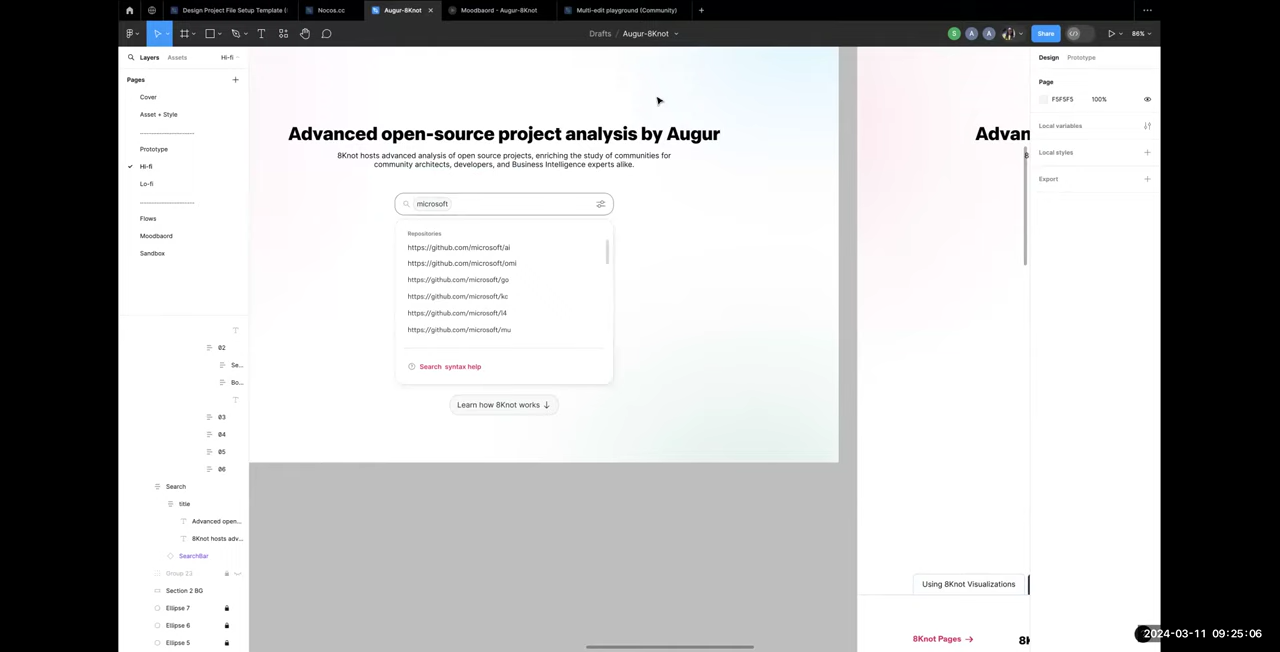 Design Project File Setup Template (
Nocos.cc
Augur-8Knot
Moodbaord - Augur-8Knot
Multi-edit playground (Community)
Drafts / Augur-8Knot
S
A
A
Share
86%
Layers
Assets
Hi-fi
Pages
Cover
Asset + Style
Prototype
Hi-fi
Lo-fi
Flows
Moodbaord
Sandbox
02
Se...
Bo...
03
04
05
06
Search
title
Advanced open...
8Knot hosts adv...
SearchBar
Group 23
Section 2 BG
Ellipse 7
Ellipse 6
Ellipse 5
Advanced open-source project analysis by Augur
8Knot hosts advanced analysis of open source projects, enriching the study of communities for
community architects, developers, and Business Intelligence experts alike.
microsoft
Repositories
https://github.com/microsoft/ai
https://github.com/microsoft/omi
https://github.com/microsoft/go
https://github.com/microsoft/kc
https://github.com/microsoft/l4
https://github.com/microsoft/mu
Search syntax help
Learn how 8Knot works ↓
Advan
8
Using 8Knot Visualizations
8Knot Pages →
8K
Design
Prototype
Page
F5F5F5
100%
Local variables
Local styles
Export
2024-03-11 09:25:06